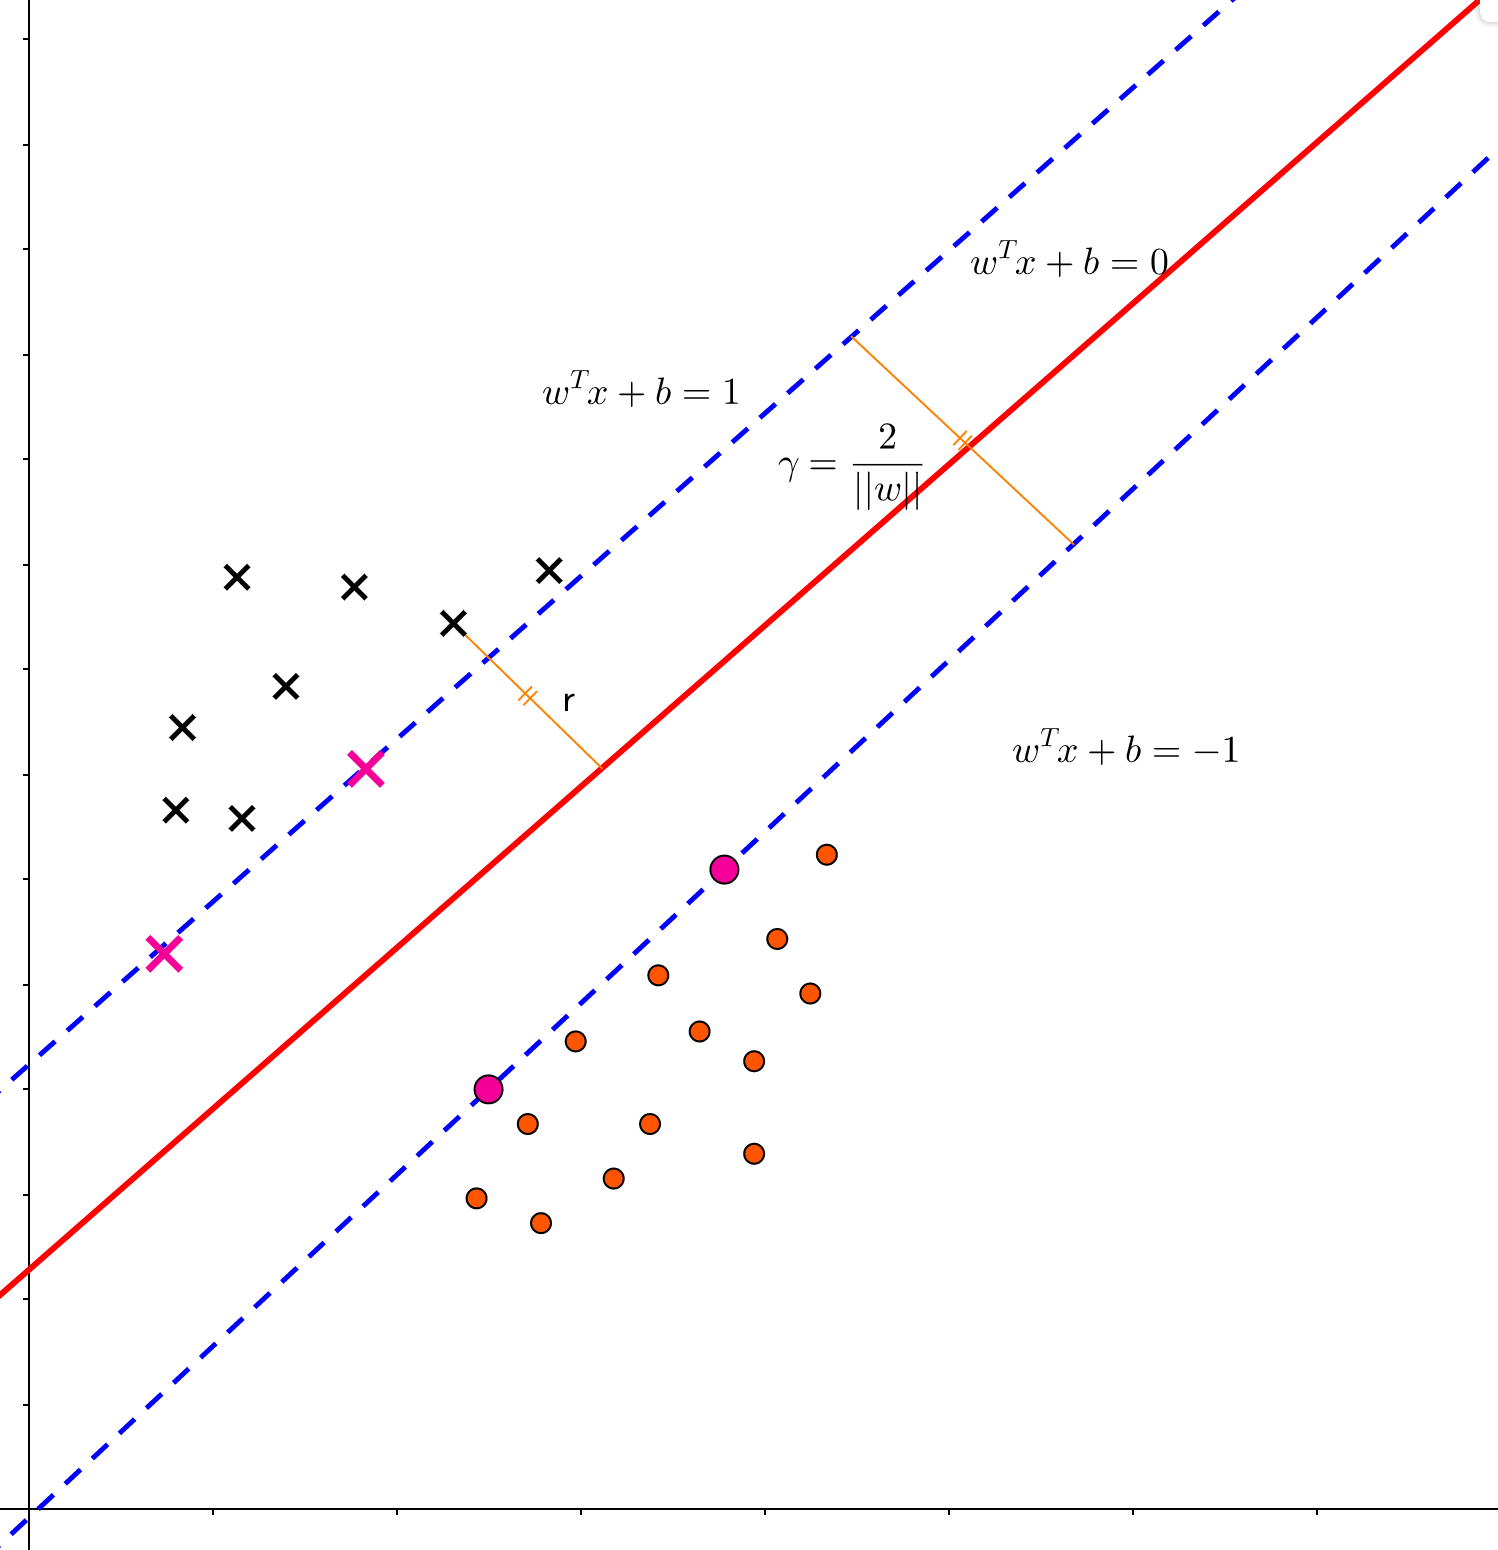 w^T x + b = 0
w^T x + b = 1
γ = 2 / ||w||
r
w^T x + b = −1